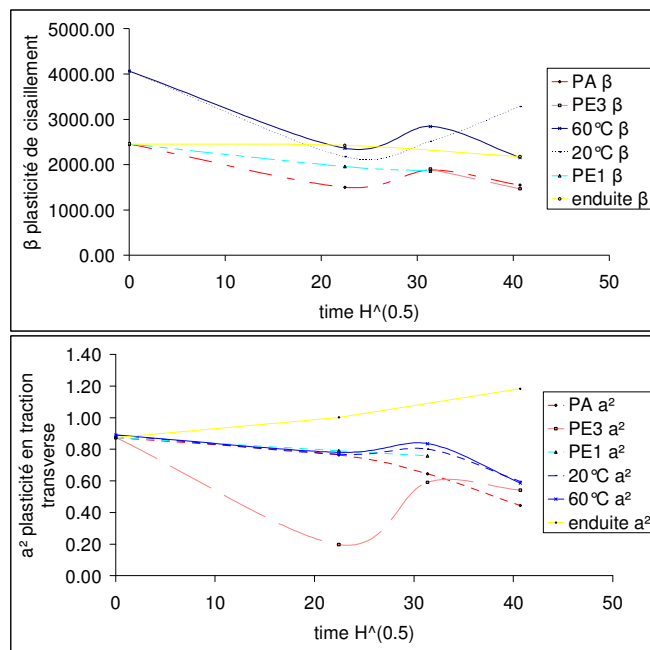 5000.00
4000.00
3000.00
2000.00
1000.00
0.00
0 10 20 30 40 50
time H^(0.5)
β plasticité de cisaillement
PA β
PE3 β
60°C β
20°C β
PE1 β
enduite β
1.40
1.20
1.00
0.80
0.60
0.40
0.20
0.00
0 10 20 30 40 50
time H^(0.5)
a² plasticité en traction
transverse
PA a²
PE3 a²
PE1 a²
20°C a²
60°C a²
enduite a²